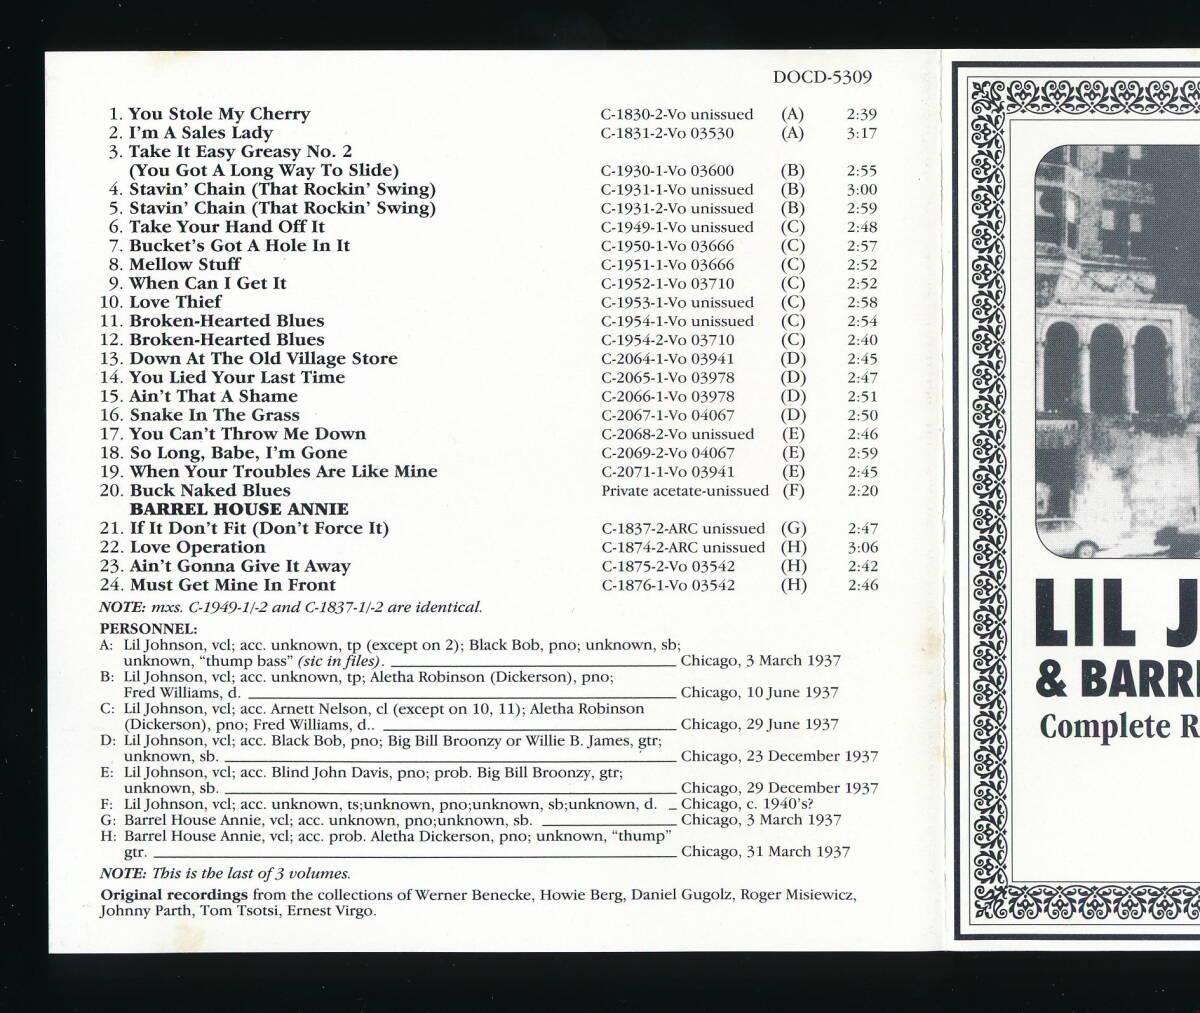 DOCD-5309
1. You Stole My Cherry C-1830-2-Vo unissued (A) 2:39
2. I'm A Sales Lady C-1831-2-Vo 03530 (A) 3:17
3. Take It Easy Greasy No. 2
(You Got A Long Way To Slide) C-1930-1-Vo 03600 (B) 2:55
4. Stavin' Chain (That Rockin' Swing) C-1931-1-Vo unissued (B) 3:00
5. Stavin' Chain (That Rockin' Swing) C-1931-2-Vo unissued (B) 2:59
6. Take Your Hand Off It C-1949-1-Vo unissued (C) 2:48
7. Bucket's Got A Hole In It C-1950-1-Vo 03666 (C) 2:57
8. Mellow Stuff C-1951-1-Vo 03666 (C) 2:52
9. When Can I Get It C-1952-1-Vo 03710 (C) 2:52
10. Love Thief C-1953-1-Vo unissued (C) 2:58
11. Broken-Hearted Blues C-1954-1-Vo unissued (C) 2:54
12. Broken-Hearted Blues C-1954-2-Vo 03710 (C) 2:40
13. Down At The Old Village Store C-2064-1-Vo 03941 (D) 2:45
14. You Lied Your Last Time C-2065-1-Vo 03978 (D) 2:47
15. Ain't That A Shame C-2066-1-Vo 03978 (D) 2:51
16. Snake In The Grass C-2067-1-Vo 04067 (D) 2:50
17. You Can't Throw Me Down C-2068-2-Vo unissued (E) 2:46
18. So Long, Babe, I'm Gone C-2069-2-Vo 04067 (E) 2:59
19. When Your Troubles Are Like Mine C-2071-1-Vo 03941 (E) 2:45
20. Buck Naked Blues Private acetate-unissued (F) 2:20
BARREL HOUSE ANNIE
21. If It Don't Fit (Don't Force It) C-1837-2-ARC unissued (G) 2:47
22. Love Operation C-1874-2-ARC unissued (H) 3:06
23. Ain't Gonna Give It Away C-1875-2-Vo 03542 (H) 2:42
24. Must Get Mine In Front C-1876-1-Vo 03542 (H) 2:46
NOTE: mxs. C-1949-1/-2 and C-1837-1/-2 are identical.
PERSONNEL:
A: Lil Johnson, vcl; acc. unknown, tp (except on 2); Black Bob, pno; unknown, sb;
unknown, “thump bass” (sic in files). Chicago, 3 March 1937
B: Lil Johnson, vcl; acc. unknown, tp; Aletha Robinson (Dickerson), pno;
Fred Williams, d. Chicago, 10 June 1937
C: Lil Johnson, vcl; acc. Arnett Nelson, cl (except on 10, 11); Aletha Robinson
(Dickerson), pno; Fred Williams, d.. Chicago, 29 June 1937
D: Lil Johnson, vcl; acc. Black Bob, pno; Big Bill Broonzy or Willie B. James, gtr;
unknown, sb. Chicago, 23 December 1937
E: Lil Johnson, vcl; acc. Blind John Davis, pno; prob. Big Bill Broonzy, gtr;
unknown, sb. Chicago, 29 December 1937
F: Lil Johnson, vcl; acc. unknown, ts;unknown, pno;unknown, sb;unknown, d. Chicago, c. 1940's?
G: Barrel House Annie, vcl; acc. unknown, pno;unknown, sb. Chicago, 3 March 1937
H: Barrel House Annie, vcl; acc. prob. Aletha Dickerson, pno; unknown, “thump”
gtr. Chicago, 31 March 1937
NOTE: This is the last of 3 volumes.
Original recordings from the collections of Werner Benecke, Howie Berg, Daniel Gugolz, Roger Misiewicz,
Johnny Parth, Tom Tsotsi, Ernest Virgo.
LIL J
& BARRE
Complete R